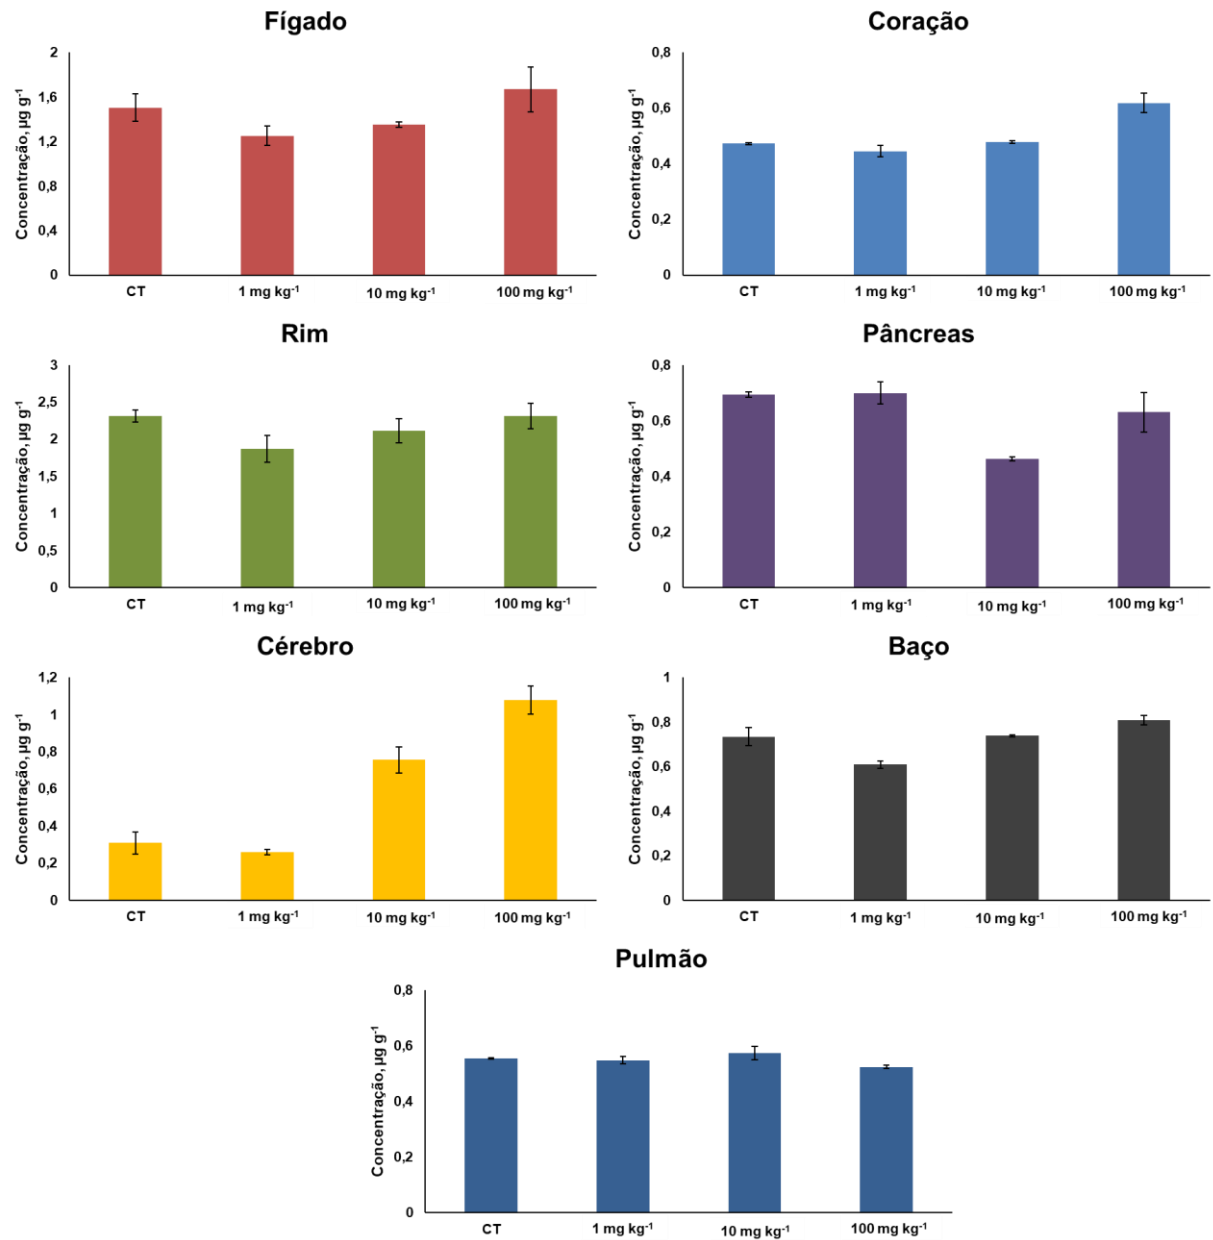 Fígado
Concentração, µg g⁻¹
2
1,6
1,2
0,8
0,4
0
CT
1 mg kg⁻¹
10 mg kg⁻¹
100 mg kg⁻¹
Coração
Concentração, µg g⁻¹
0,8
0,6
0,4
0,2
0
CT
1 mg kg⁻¹
10 mg kg⁻¹
100 mg kg⁻¹
Rim
Concentração, µg g⁻¹
3
2,5
2
1,5
1
0,5
0
CT
1 mg kg⁻¹
10 mg kg⁻¹
100 mg kg⁻¹
Pâncreas
Concentração, µg g⁻¹
0,8
0,6
0,4
0,2
0
CT
1 mg kg⁻¹
10 mg kg⁻¹
100 mg kg⁻¹
Cérebro
Concentração, µg g⁻¹
1,2
1
0,8
0,6
0,4
0,2
0
CT
1 mg kg⁻¹
10 mg kg⁻¹
100 mg kg⁻¹
Baço
Concentração, µg g⁻¹
1
0,8
0,6
0,4
0,2
0
CT
1 mg kg⁻¹
10 mg kg⁻¹
100 mg kg⁻¹
Pulmão
Concentração, µg g⁻¹
0,8
0,6
0,4
0,2
0
CT
1 mg kg⁻¹
10 mg kg⁻¹
100 mg kg⁻¹